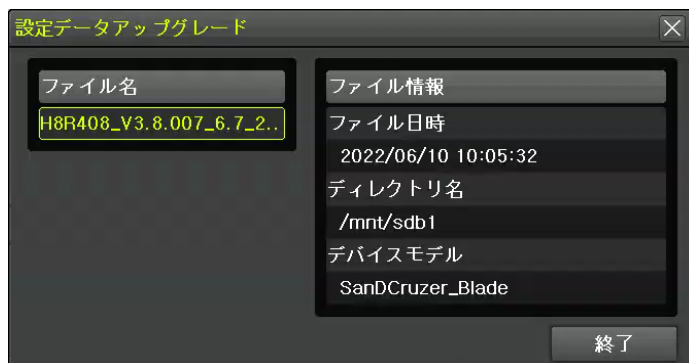 設定データアップグレード
ファイル名
H8R408_V3.8.007_6.7_2..
ファイル情報
ファイル日時
2022/06/10 10:05:32
ディレクトリ名
/mnt/sdb1
デバイスモデル
SanDCruzer_Blade
終了